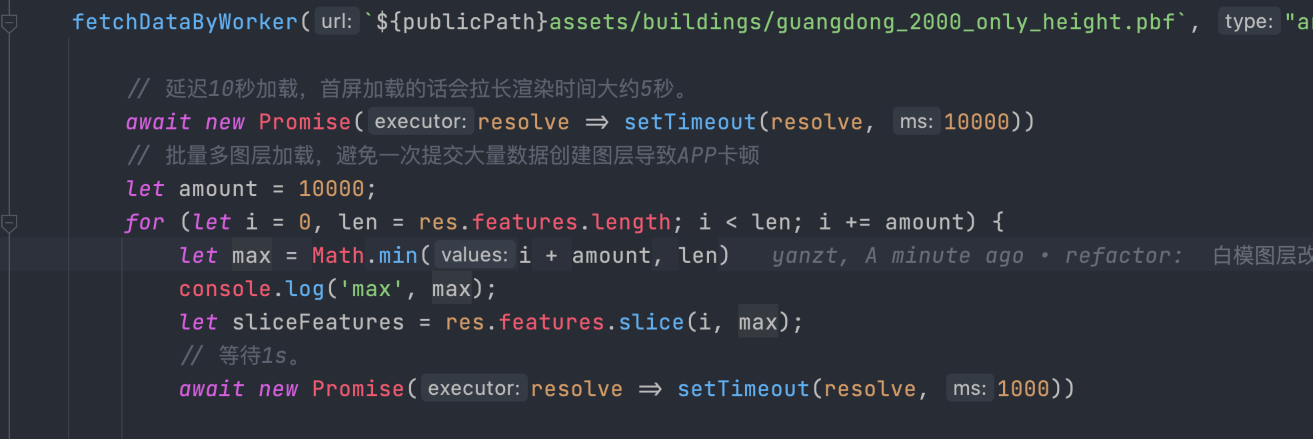 fetchDataByWorker( url: `${publicPath}assets/buildings/guangdong_2000_only_height.pbf`, type: "a
// 延迟10秒加载，首屏加载的话会拉长渲染时间大约5秒。
await new Promise( executor: resolve => setTimeout(resolve, ms: 10000))
// 批量多图层加载，避免一次提交大量数据创建图层导致APP卡顿
let amount = 10000;
for (let i = 0, len = res.features.length; i < len; i += amount) {
let max = Math.min( values: i + amount, len) yanzt, A minute ago • refactor: 白模图层改
console.log('max', max);
let sliceFeatures = res.features.slice(i, max);
// 等待1s。
await new Promise( executor: resolve => setTimeout(resolve, ms: 1000))